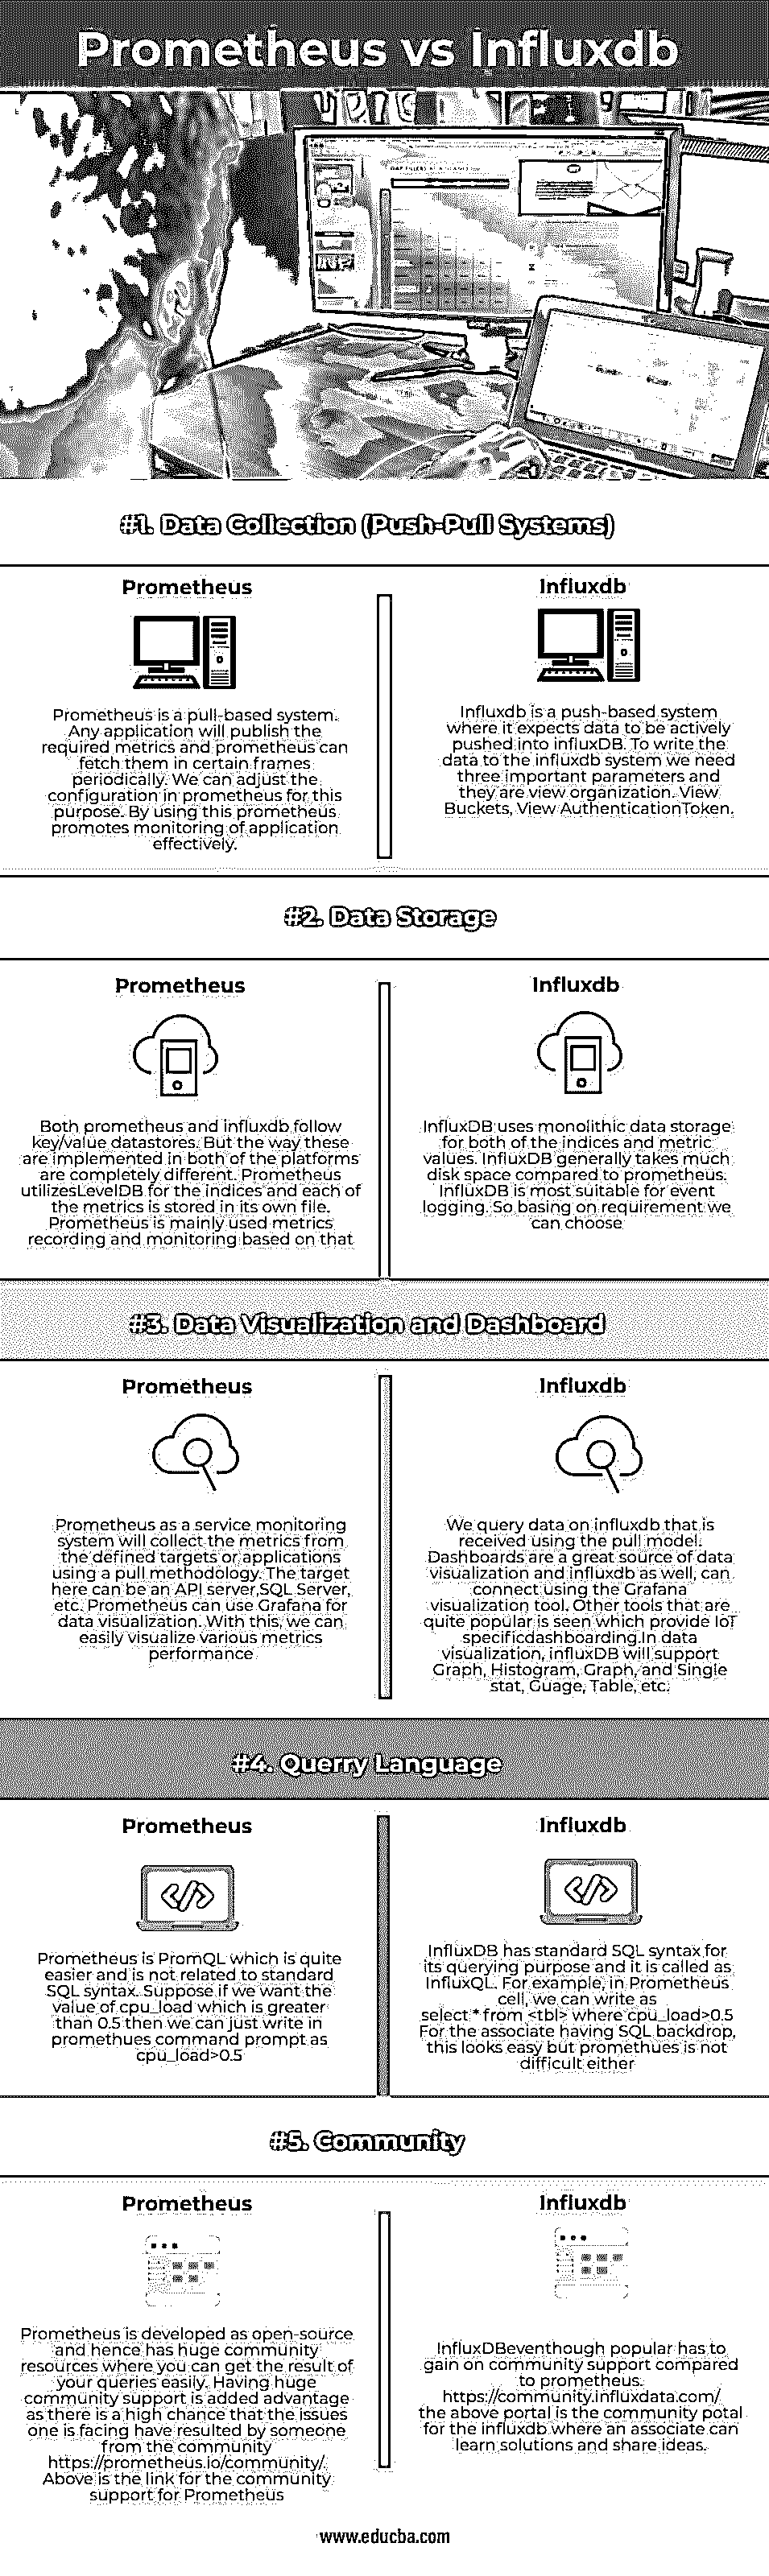 Prometheus vs Influxdb
#1. Data Collection (Push-Pull Systems)
Prometheus
Prometheus is a pull-based system.
Any application will publish the
required metrics and prometheus can
fetch them in certain frames
periodically. We can adjust the
configuration in prometheus for this
purpose. By using this prometheus
promotes monitoring of application
effectively.
Influxdb
Influxdb is a push-based system
where it expects data to be actively
pushed into influxDB. To write the
data to the influxdb system we need
three important parameters and
they are view organization. View
Buckets, View AuthenticationToken.
#2. Data Storage
Prometheus
Both prometheus and influxdb follow
key/value datastores. But the way these
are implemented in both of the platforms
are completely different. Prometheus
utilizesLevelDB for the indices and each of
the metrics is stored in its own file.
Prometheus is mainly used metrics
recording and monitoring based on that
Influxdb
InfluxDB uses monolithic data storage
for both of the indices and metric
values. InfluxDB generally takes much
disk space compared to prometheus.
InfluxDB is most suitable for event
logging. So basing on requirement we
can choose
#3. Data Visualization and Dashboard
Prometheus
Prometheus as a service monitoring
system will collect the metrics from
the defined targets or applications
using a pull methodology. The target
here can be an API server,SQL Server,
etc. Prometheus can use Grafana for
data visualization. With this, we can
easily visualize various metrics
performance
Influxdb
We query data on influxdb that is
received using the pull model.
Dashboards are a great source of data
visualization and influxdb as well, can
connect using the Grafana
visualization tool. Other tools that are
quite popular is seen which provide IoT
specificdashboarding.In data
visualization, influxDB will support
Graph, Histogram, Graph, and Single
stat, Guage, Table, etc.
#4. Querry Language
Prometheus
Prometheus is PromQL which is quite
easier and is not related to standard
SQL syntax. Suppose if we want the
value of cpu_load which is greater
than 0.5 then we can just write in
promethues command prompt as
cpu_load>0.5
Influxdb
InfluxDB has standard SQL syntax for
its querying purpose and it is called as
InfluxQL. For example, in Prometheus
cell, we can write as
select * from <tbl> where cpu_load>0.5
For the associate having SQL backdrop,
this looks easy but promethues is not
difficult either
#5. Community
Prometheus
Prometheus is developed as open-source
and hence has huge community
resources where you can get the result of
your queries easily. Having huge
community support is added advantage
as there is a high chance that the issues
one is facing have resulted by someone
from the community
https://prometheus.io/community/.
Above is the link for the community
support for Prometheus
Influxdb
InfluxDBeventhough popular has to
gain on community support compared
to prometheus.
https://community.influxdata.com/
the above portal is the community potal
for the influxdb where an associate can
learn solutions and share ideas.
www.educba.com